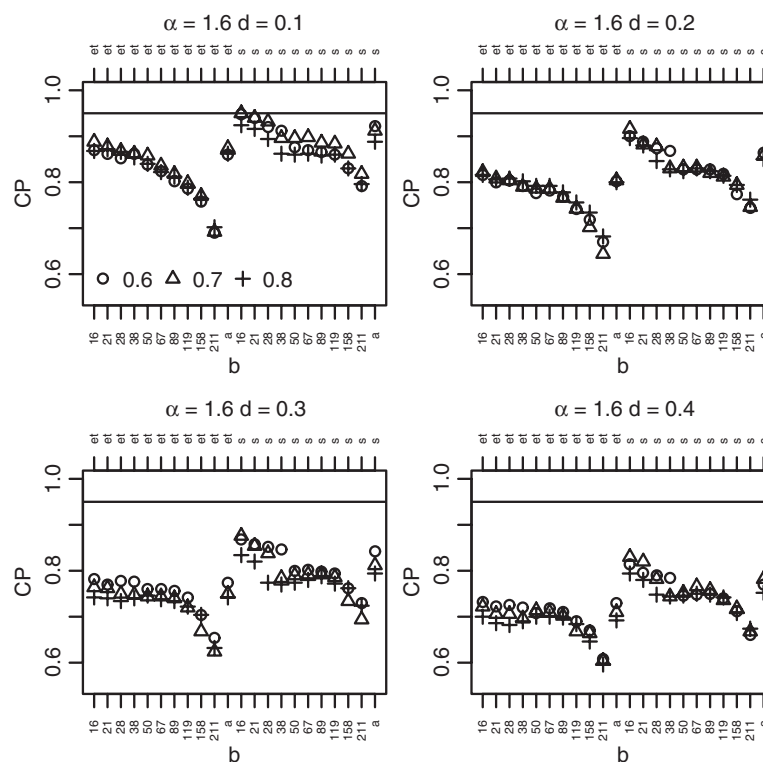 α = 1.6 d = 0.1
et et et et et et et et et et et s s s s s s s s s s s
CP
1.0
0.8
0.6
0.6 0.7 0.8
16 21 28 38 50 67 89 119 158 211 a 16 21 28 38 50 67 89 119 158 211 a
b
α = 1.6 d = 0.2
et et et et et et et et et et et s s s s s s s s s s s
CP
1.0
0.8
0.6
16 21 28 38 50 67 89 119 158 211 a 16 21 28 38 50 67 89 119 158 211 a
b
α = 1.6 d = 0.3
et et et et et et et et et et et s s s s s s s s s s s
CP
1.0
0.8
0.6
16 21 28 38 50 67 89 119 158 211 a 16 21 28 38 50 67 89 119 158 211 a
b
α = 1.6 d = 0.4
et et et et et et et et et et et s s s s s s s s s s s
CP
1.0
0.8
0.6
16 21 28 38 50 67 89 119 158 211 a 16 21 28 38 50 67 89 119 158 211 a
b